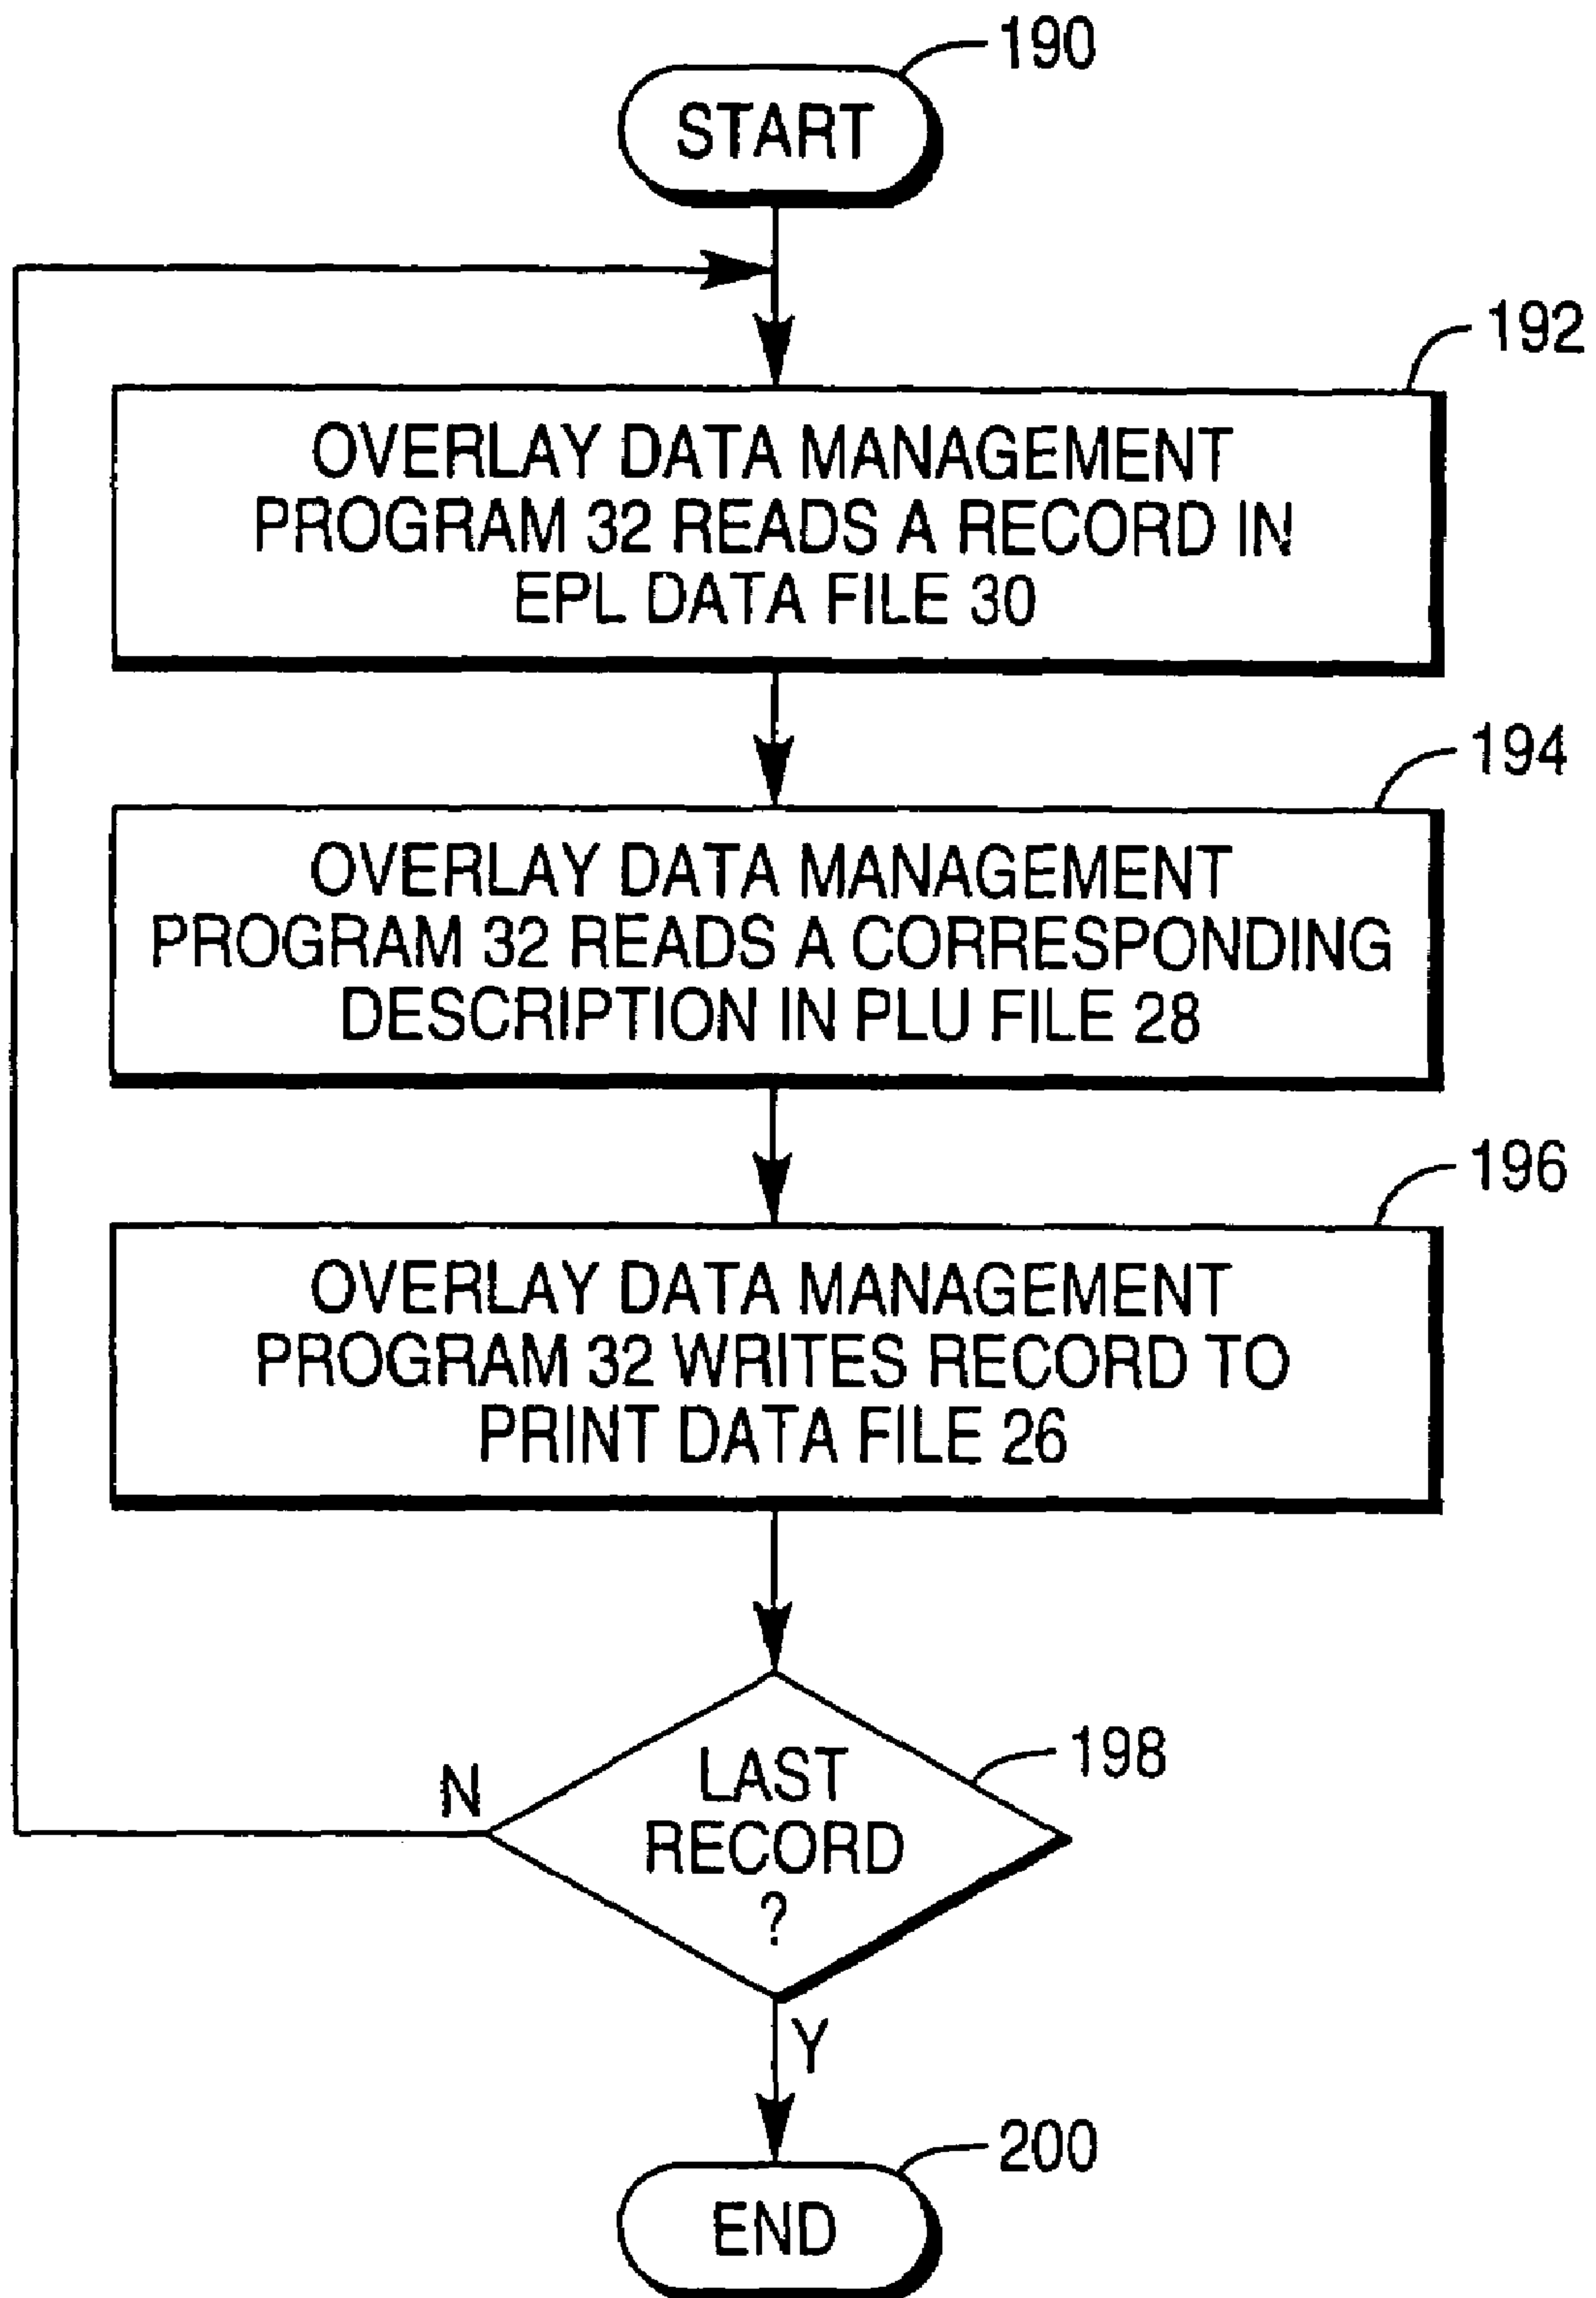 190
START
192
OVERLAY DATA MANAGEMENT
PROGRAM 32 READS A RECORD IN
EPL DATA FILE 30
194
OVERLAY DATA MANAGEMENT
PROGRAM 32 READS A CORRESPONDING
DESCRIPTION IN PLU FILE 28
196
OVERLAY DATA MANAGEMENT
PROGRAM 32 WRITES RECORD TO
PRINT DATA FILE 26
198
LAST
RECORD
?
N
Y
200
END